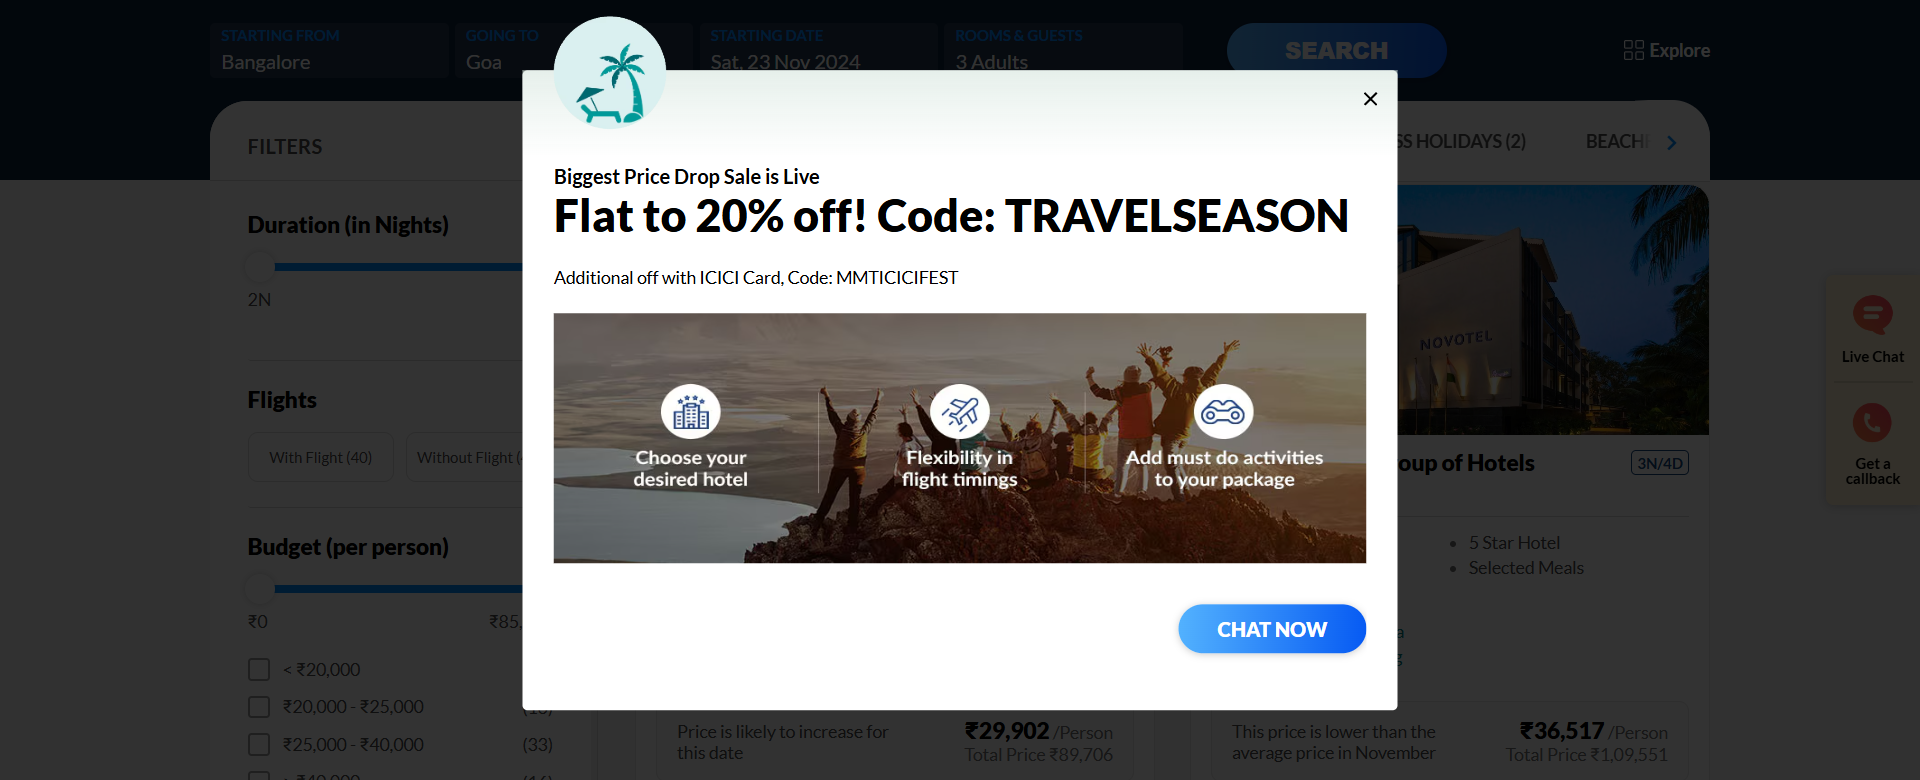 STARTING FROM
Bangalore
GOING TO
Goa
STARTING DATE
Sat, 23 Nov 2024
ROOMS & GUESTS
3 Adults
SEARCH
Explore
FILTERS
HOLIDAYS (2)
Duration (in Nights)
2N
Flights
With Flight (40)
Without Flight
Budget (per person)
₹0
₹85,
< ₹20,000
₹20,000 - ₹25,000
₹25,000 - ₹40,000
(33)
Biggest Price Drop Sale is Live
Flat to 20% off! Code: TRAVELSEASON
Additional off with ICICI Card, Code: MMTICICIFEST
Choose your
desired hotel
Flexibility in
flight timings
Add must do activities
to your package
CHAT NOW
NOVOTEL
of Hotels
3N/4D
5 Star Hotel
Selected Meals
Price is likely to increase for
this date
₹29,902 /Person
Total Price ₹89,706
This price is lower than the
average price in November
₹36,517 /Person
Total Price ₹1,09,551
Live Chat
Get a
callback